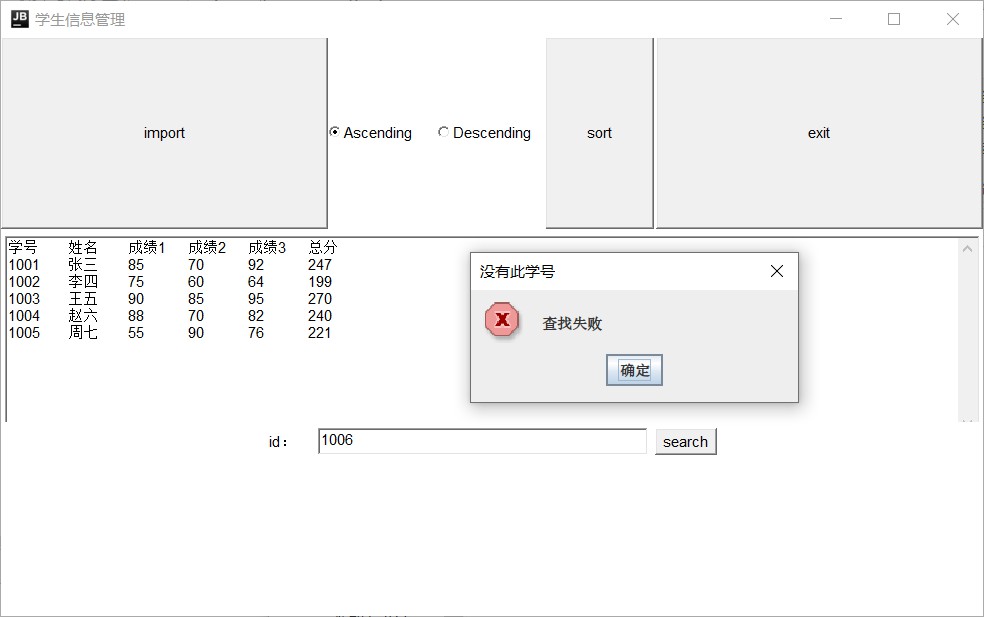 JB 学生信息管理
import Ascending Descending sort exit
学号 姓名 成绩1 成绩2 成绩3 总分
1001 张三 85 70 92 247
1002 李四 75 60 64 199
1003 王五 90 85 95 270
1004 赵六 88 70 82 240
1005 周七 55 90 76 221
没有此学号
X 查找失败
确定
id： 1006 search